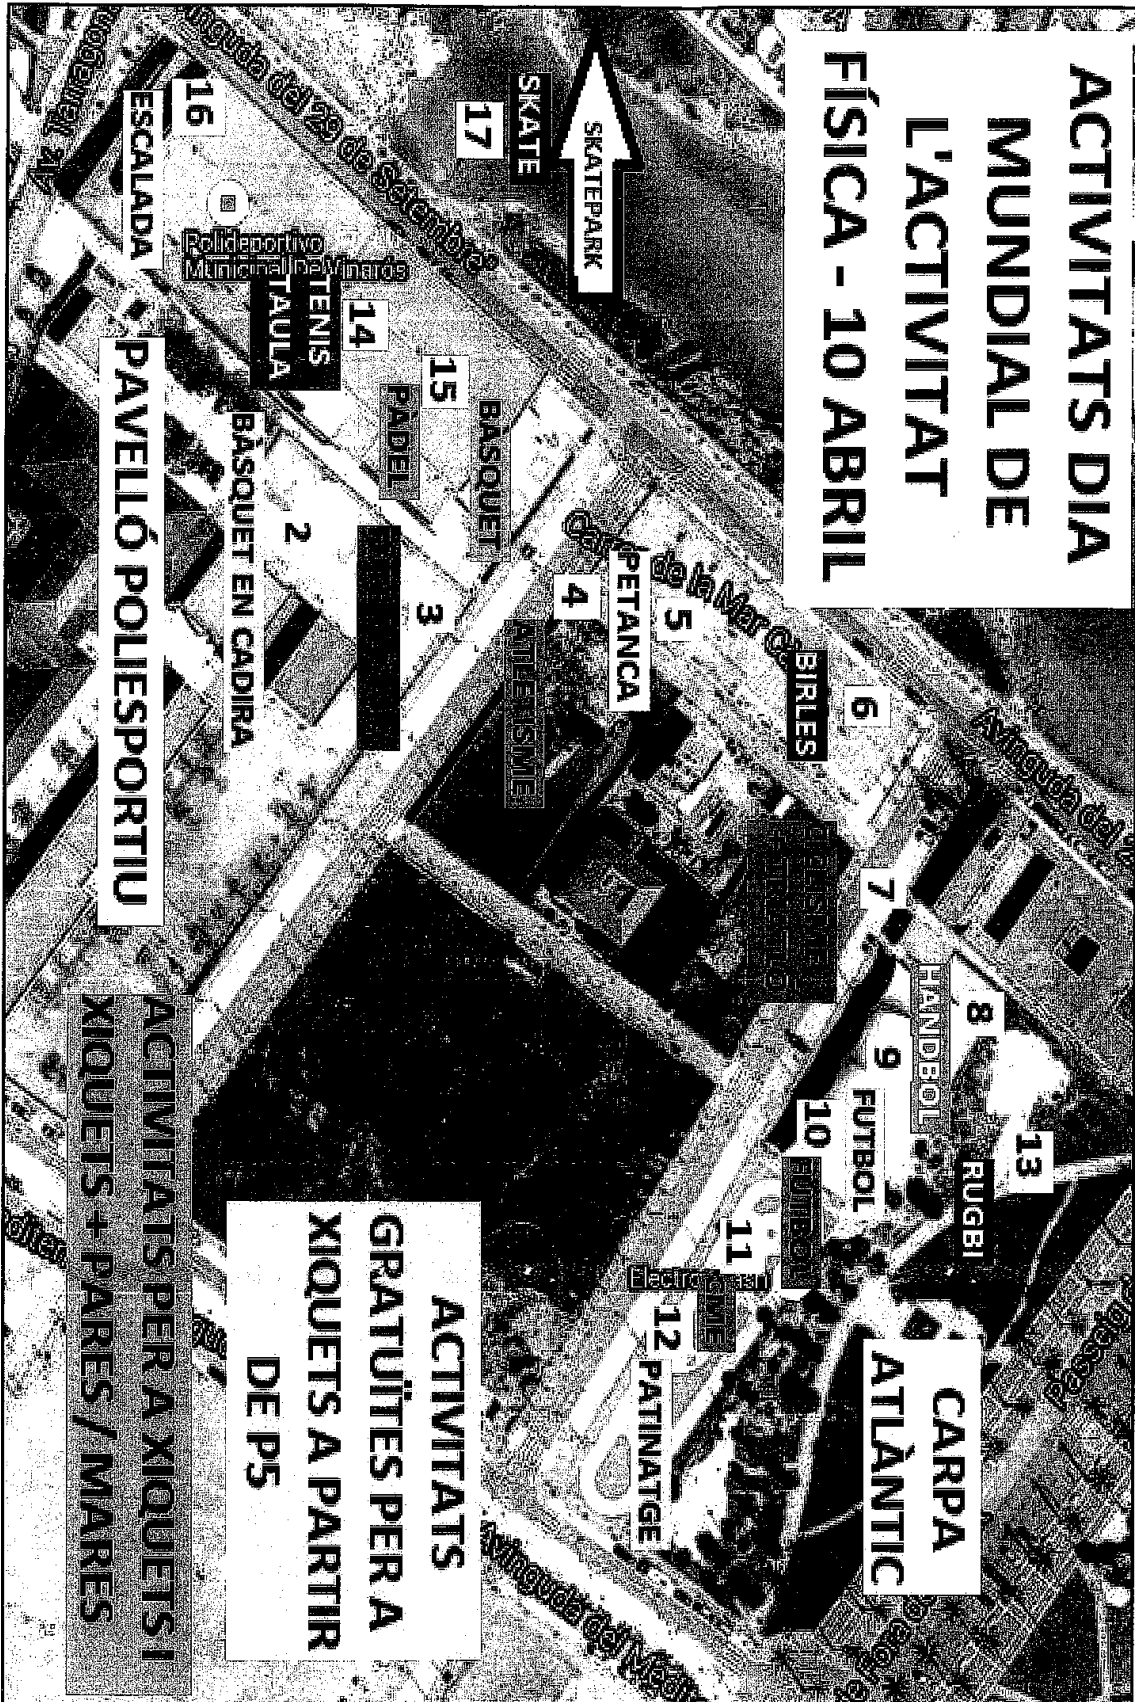 ACTIVITATS DIA
MUNDIAL DE
L'ACTIVITAT
FÍSICA - 10 ABRIL
SKATEPARK
SKATE
17
16
ESCALADA
Polideportivo
Municipal De Vinaròs
TENIS
TAULA
14
15
PÀDEL
BÀSQUET
BÀSQUET EN CADIRA
2
3
PAVELLÓ POLIESPORTIU
4
ATLETISME
PETANCA
5
BIRLES
6
7
HANDBOL
8
9
FUTBOL
10
FUTBOL
13
RUGBI
11
12
PATINATGE
CARPA
ATLÀNTIC
ACTIVITATS
GRATUÏTES PER A
XIQUETS A PARTIR
DE P5
ACTIVITATS PER A XIQUETS I
XIQUETS + PARES / MARES
Avinguda del